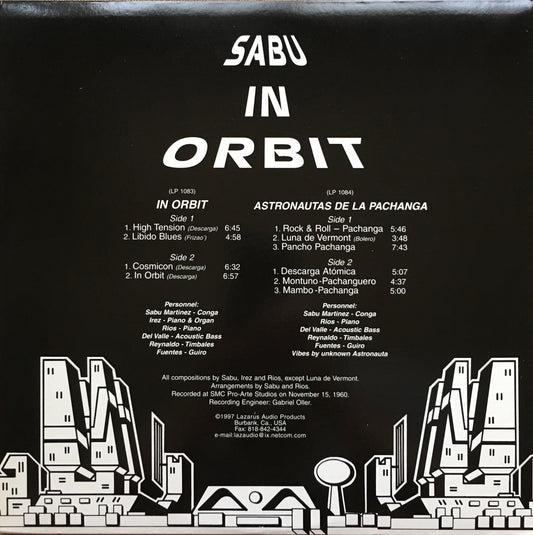 SABU
IN
ORBIT
(LP 1083)
IN ORBIT
Side 1
1. High Tension (Descarga) 6:45
2. Libido Blues (Frizao') 4:58
Side 2
1. Cosmicon (Descarga) 6:32
2. In Orbit (Descarga) 6:57
Personnel:
Sabu Martinez - Conga
Irez - Piano & Organ
Rios - Piano
Del Valle - Acoustic Bass
Reynaldo - Timbales
Fuentes - Guiro
(LP 1084)
ASTRONAUTAS DE LA PACHANGA
Side 1
1. Rock & Roll – Pachanga 5:46
2. Luna de Vermont (Bolero) 3:48
3. Pancho Pachanga 7:43
Side 2
1. Descarga Atómica 5:07
2. Montuno-Pachanguero 4:37
3. Mambo-Pachanga 5:00
Personnel:
Sabu Martinez - Conga
Rios - Piano
Del Valle - Acoustic Bass
Reynaldo - Timbales
Fuentes - Guiro
Vibes by unknown Astronauta
All compositions by Sabu, Irez and Rios, except Luna de Vermont.
Arrangements by Sabu and Rios.
Recorded at SMC Pro-Arte Studios on November 15, 1960.
Recording Engineer: Gabriel Oller.
©1997 Lazarus Audio Products
Burbank, Ca., USA
Fax: 818-842-4344
e-mail:lazaudio@ix.netcom.com